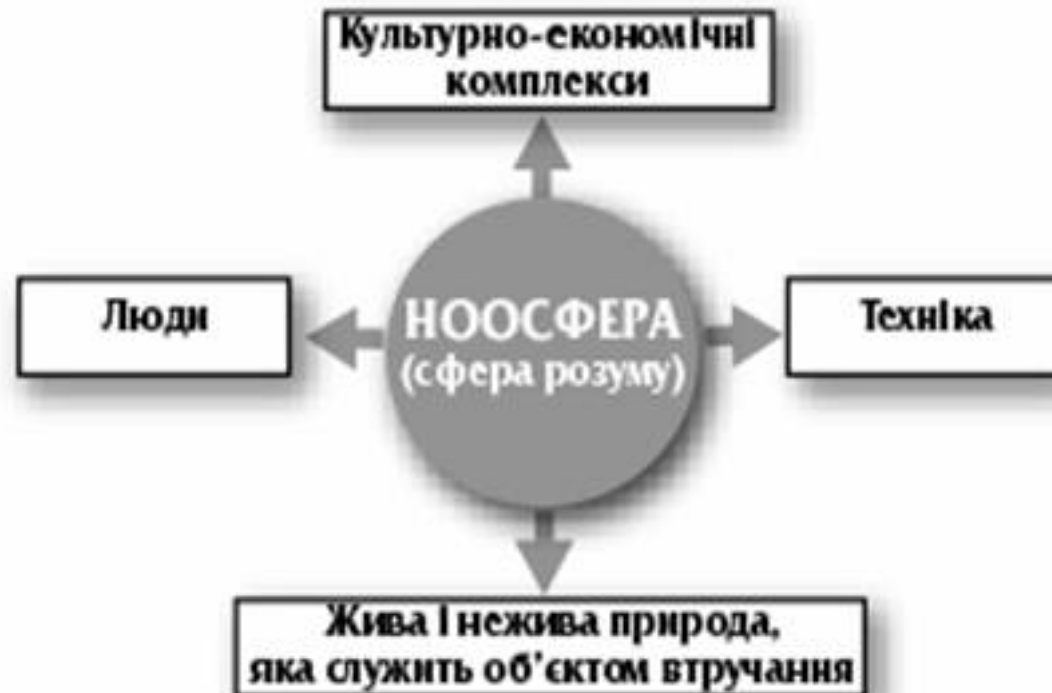 Культурно-економічні
комплекси
Люди
НООСФЕРА
(сфера розуму)
Техніка
Жива і нежива природа,
яка служить об'єктом втручання